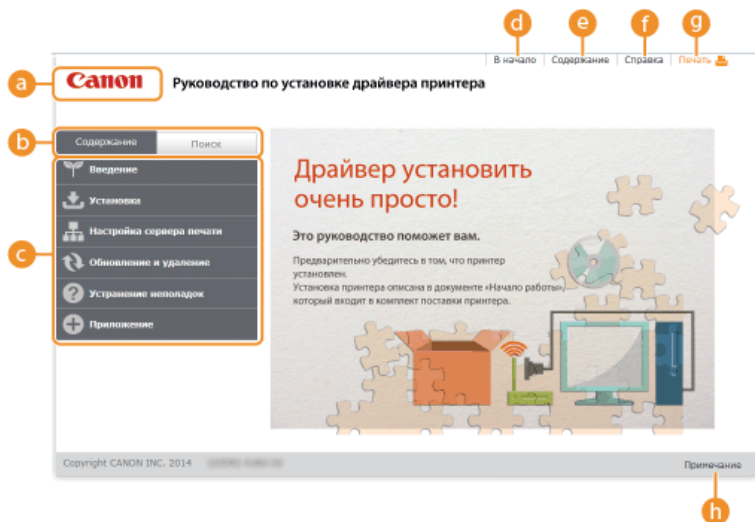 d e f g
В начало Содержание Справка Печать
a
Canon Руководство по установке драйвера принтера
b
Содержание Поиск
c
Введение
Установка
Настройка сервера печати
Обновление и удаление
Устранение неполадок
Приложение
Драйвер установить
очень просто!
Это руководство поможет вам.
Предварительно убедитесь в том, что принтер
установлен.
Установка принтера описана в документе «Начало работы»,
который входит в комплект поставки принтера.
Copyright CANON INC. 2014
Примечание
h